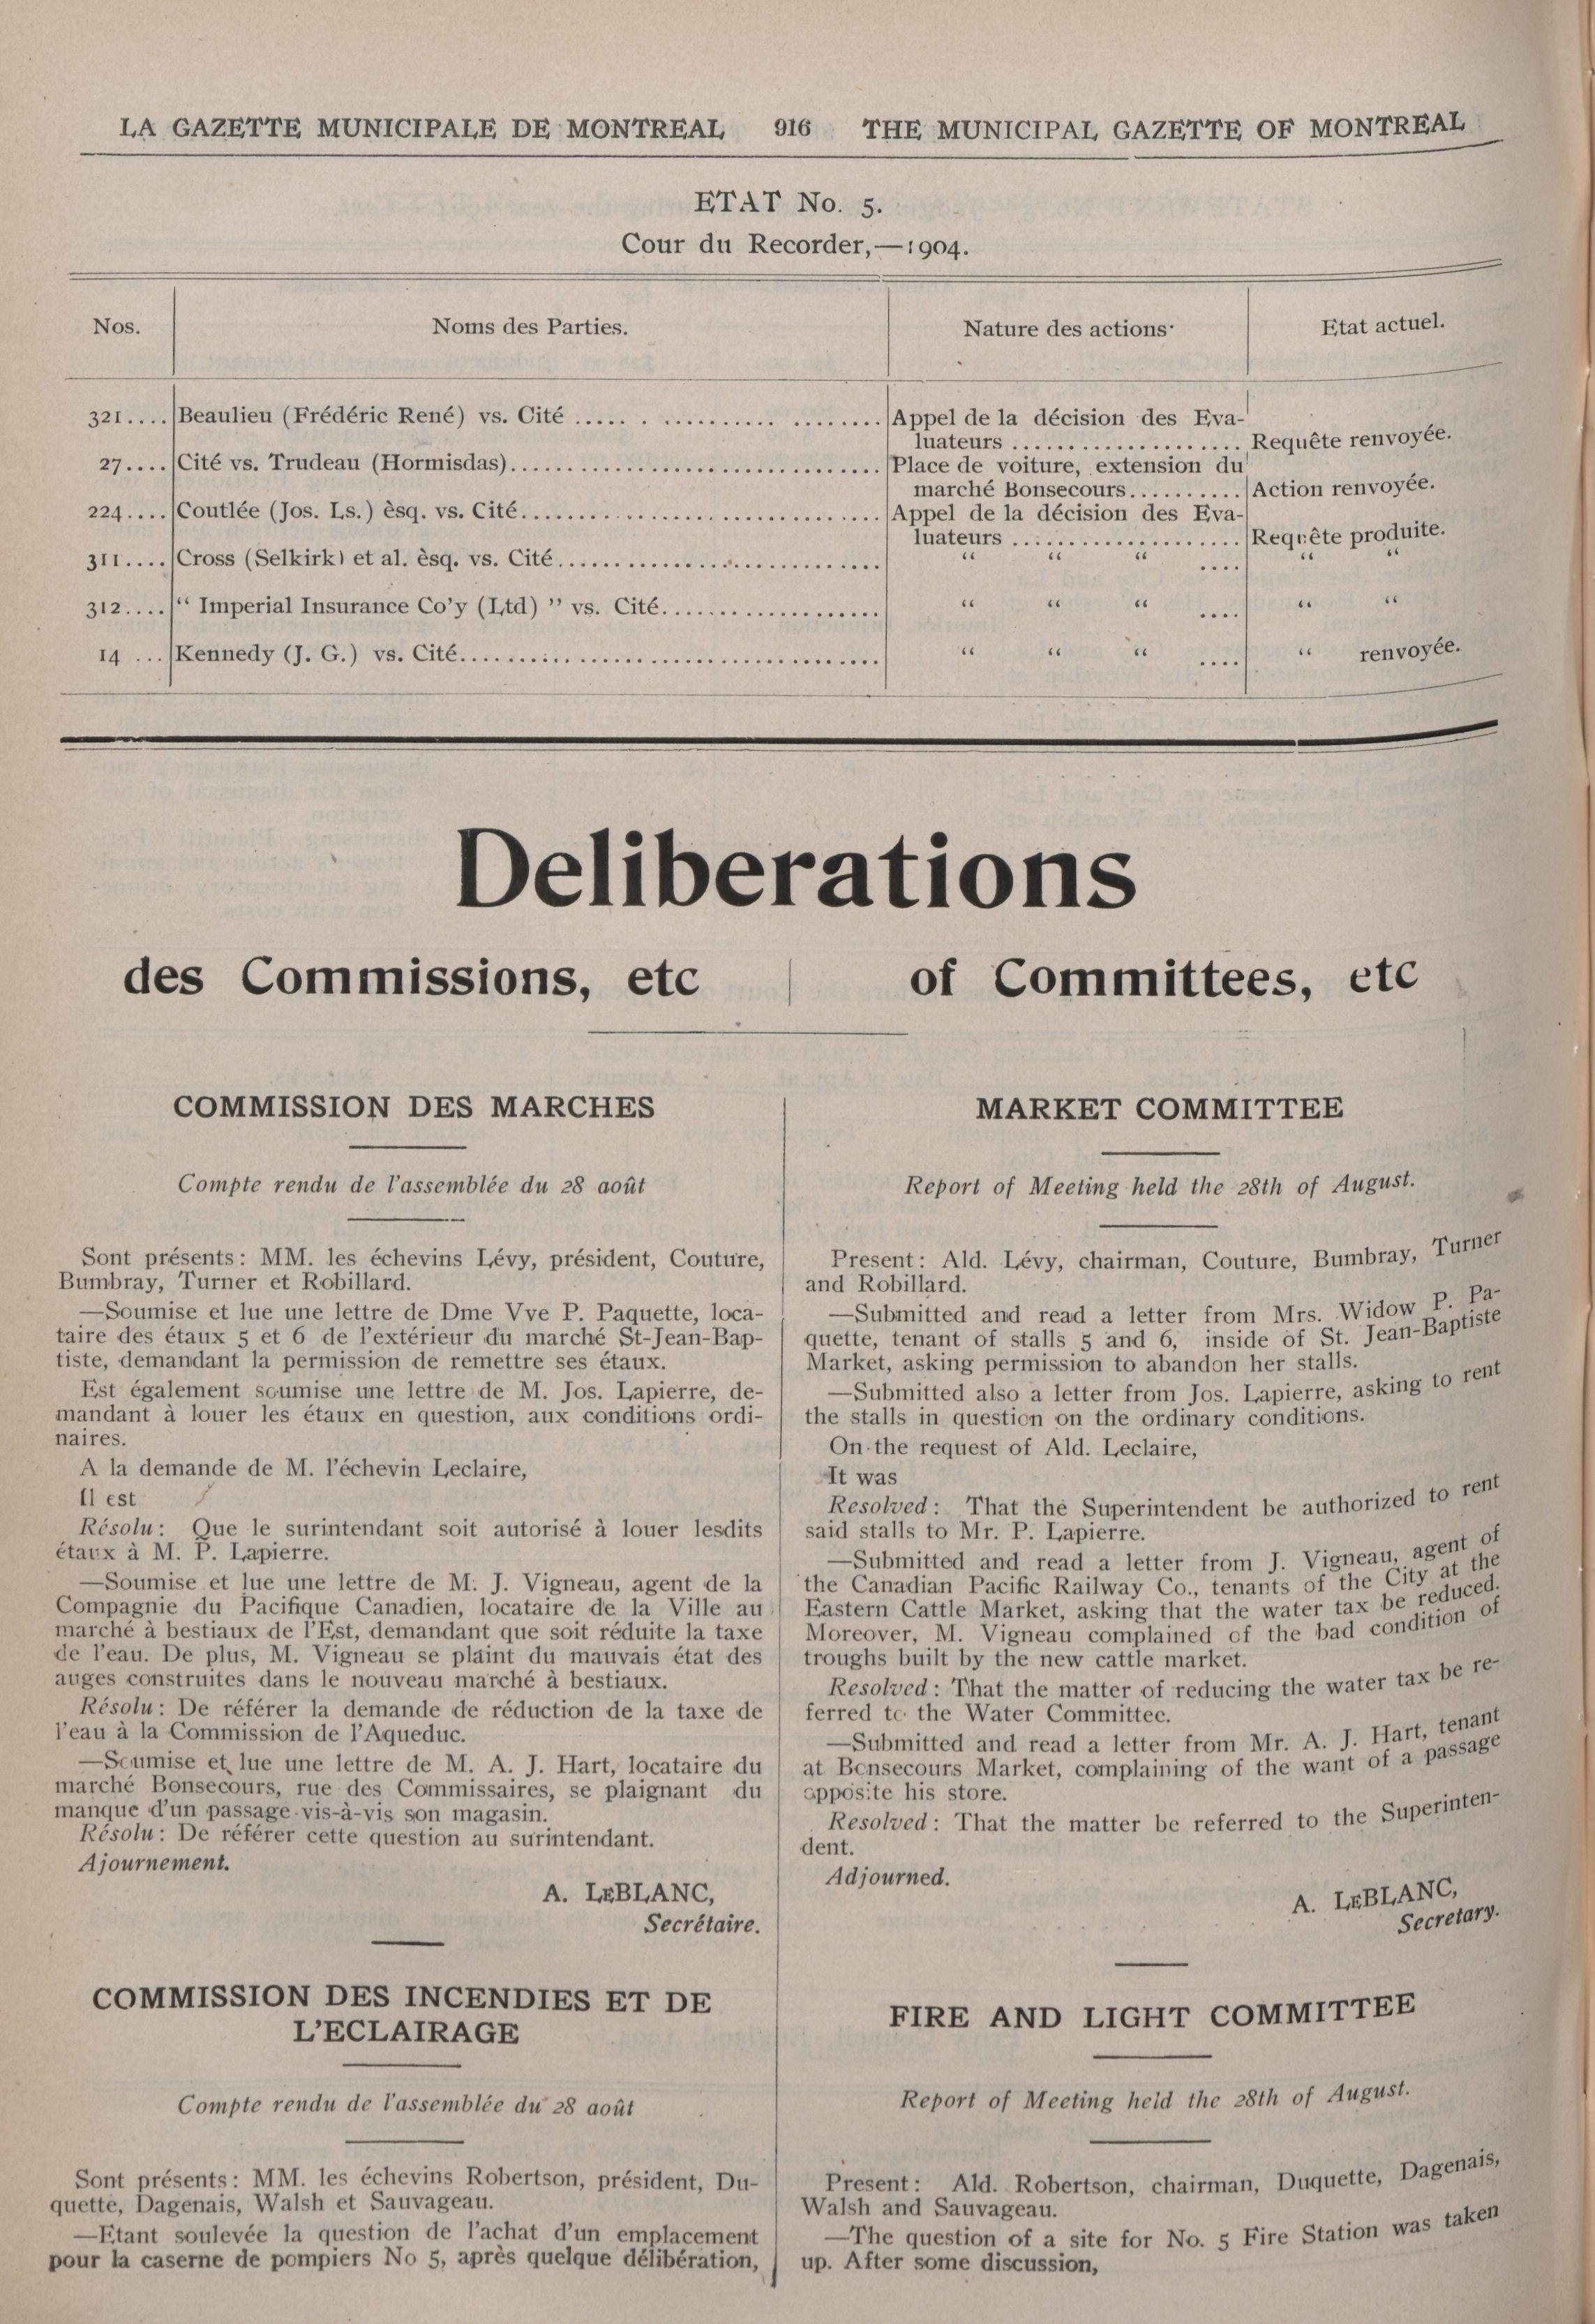 LA GAZETTE MUNICIPALE DE MONTREAL 916 THE MUNICIPAL GAZETTE OF MONTREAL
ETAT No. 5.
Cour du Recorder,—1904.
Nos. Noms des Parties. Nature des actions. Etat actuel.
321.... Beaulieu (Frédéric René) vs. Cité ........................ Appel de la décision des Eva-
luateurs .................... Requête renvoyée.
27.... Cité vs. Trudeau (Hormisdas)................................ Place de voiture, extension du
marché Bonsecours.......... Action renvoyée.
224.... Coutlée (Jos. Ls.) èsq. vs. Cité................................ Appel de la décision des Eva-
luateurs .................... Requête produite.
311.... Cross (Selkirk) et al. èsq. vs. Cité............................ “ “ “ .... “ “
312.... “ Imperial Insurance Co'y (Ltd) ” vs. Cité................... “ “ “ .... “ “
14 ... Kennedy (J. G.) vs. Cité..................................... “ “ “ .... “ renvoyée.
Deliberations
des Commissions, etc
of Committees, etc
COMMISSION DES MARCHES
Compte rendu de l'assemblée du 28 août
Sont présents: MM. les échevins Lévy, président, Couture,
Bumbray, Turner et Robillard.
—Soumise et lue une lettre de Dme Vve P. Paquette, loca-
taire des étaux 5 et 6 de l'extérieur du marché St-Jean-Bap-
tiste, demandant la permission de remettre ses étaux.
Est également soumise une lettre de M. Jos. Lapierre, de-
mandant à louer les étaux en question, aux conditions ordi-
naires.
A la demande de M. l'échevin Leclaire,
Il est
Résolu: Que le surintendant soit autorisé à louer lesdits
étaux à M. P. Lapierre.
—Soumise et lue une lettre de M. J. Vigneau, agent de la
Compagnie du Pacifique Canadien, locataire de la Ville au
marché à bestiaux de l'Est, demandant que soit réduite la taxe
de l'eau. De plus, M. Vigneau se plaint du mauvais état des
auges construites dans le nouveau marché à bestiaux.
Résolu: De référer la demande de réduction de la taxe de
l'eau à la Commission de l'Aqueduc.
—Soumise et lue une lettre de M. A. J. Hart, locataire du
marché Bonsecours, rue des Commissaires, se plaignant du
manque d'un passage vis-à-vis son magasin.
Résolu: De référer cette question au surintendant.
Ajournement.
A. LEBLANC,
Secrétaire.
COMMISSION DES INCENDIES ET DE
L'ECLAIRAGE
Compte rendu de l'assemblée du 28 août
Sont présents: MM. les échevins Robertson, président, Du-
quette, Dagenais, Walsh et Sauvageau.
—Etant soulevée la question de l'achat d'un emplacement
pour la caserne de pompiers No 5, après quelque délibération,
MARKET COMMITTEE
Report of Meeting held the 28th of August.
Present: Ald. Lévy, chairman, Couture, Bumbray, Turner
and Robillard.
—Submitted and read a letter from Mrs. Widow P. Pa-
quette, tenant of stalls 5 and 6, inside of St. Jean-Baptiste
Market, asking permission to abandon her stalls.
—Submitted also a letter from Jos. Lapierre, asking to rent
the stalls in question on the ordinary conditions.
On the request of Ald. Leclaire,
It was
Resolved: That the Superintendent be authorized to rent
said stalls to Mr. P. Lapierre.
—Submitted and read a letter from J. Vigneau, agent of
the Canadian Pacific Railway Co., tenants of the City at the
Eastern Cattle Market, asking that the water tax be reduced.
Moreover, M. Vigneau complained of the bad condition of
troughs built by the new cattle market.
Resolved: That the matter of reducing the water tax be re-
ferred to the Water Committee.
—Submitted and read a letter from Mr. A. J. Hart, tenant
at Bonsecours Market, complaining of the want of a passage
opposite his store.
Resolved: That the matter be referred to the Superinten-
dent.
Adjourned.
A. LEBLANC,
Secretary.
FIRE AND LIGHT COMMITTEE
Report of Meeting held the 28th of August.
Present: Ald. Robertson, chairman, Duquette, Dagenais,
Walsh and Sauvageau.
—The question of a site for No. 5 Fire Station was taken
up. After some discussion,